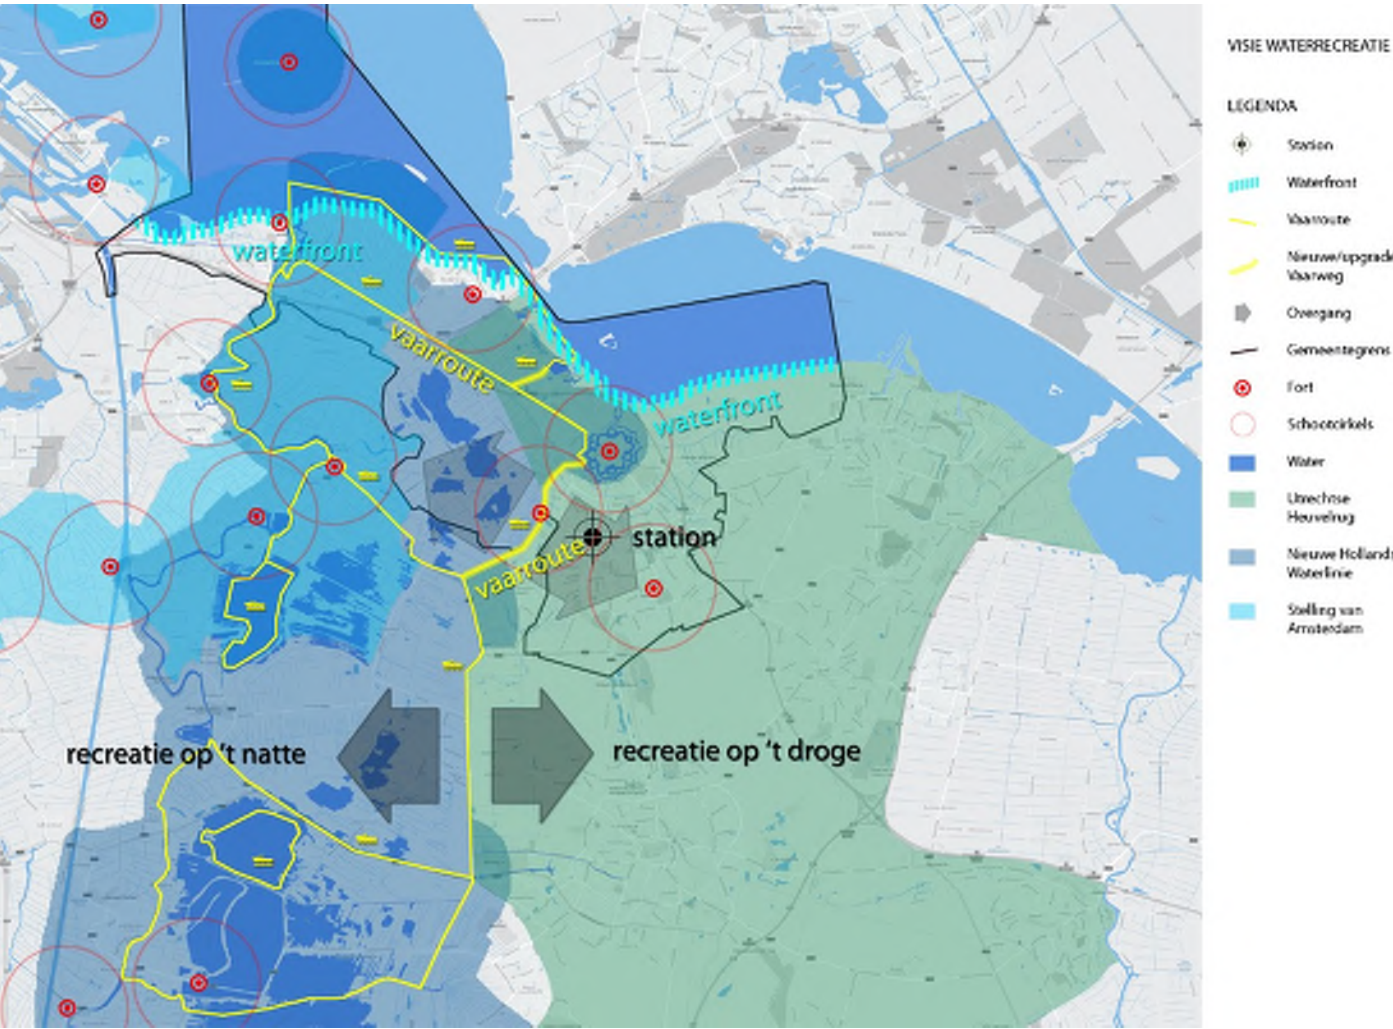 VISIE WATERRECREATIE
LEGENDA
Station
Waterfront
Vaarroute
Nieuwe/upgrade
Vaarweg
Overgang
Gemeentegrens
Fort
Schootcirkels
Water
Utrechtse
Heuvelrug
Nieuwe Hollands
Waterlinie
Stelling van
Amsterdam
waterfront
vaarroute
waterfront
station
vaarroute
recreatie op 't natte
recreatie op 't droge